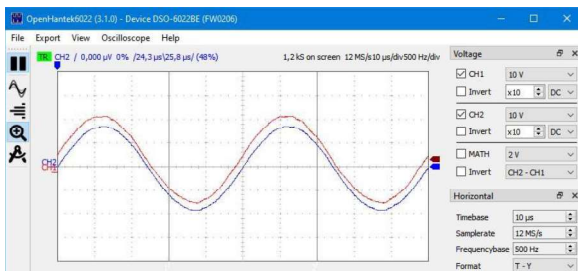 OpenHantek6022 (3.1.0) - Device DSO-6022BE (FW0206)
File Export View Oscilloscope Help
TR CH2 / 0,000 µV 0% /24,3 µs\25,8 µs/ (48%) 1,2 kS on screen 12 MS/s10 µs/div500 Hz/div
CH2
CH1
Voltage
CH1 10 V
Invert x10 DC
CH2 10 V
Invert x10 DC
MATH 2 V
Invert CH2 - CH1
Horizontal
Timebase 10 µs
Samplerate 12 MS/s
Frequencybase 500 Hz
Format T - Y